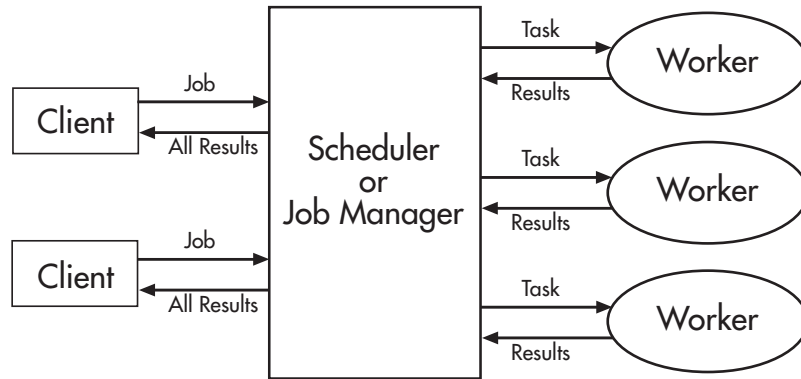 Client
Job
All Results
Client
Job
All Results
Scheduler
or
Job Manager
Task
Results
Worker
Task
Results
Worker
Task
Results
Worker